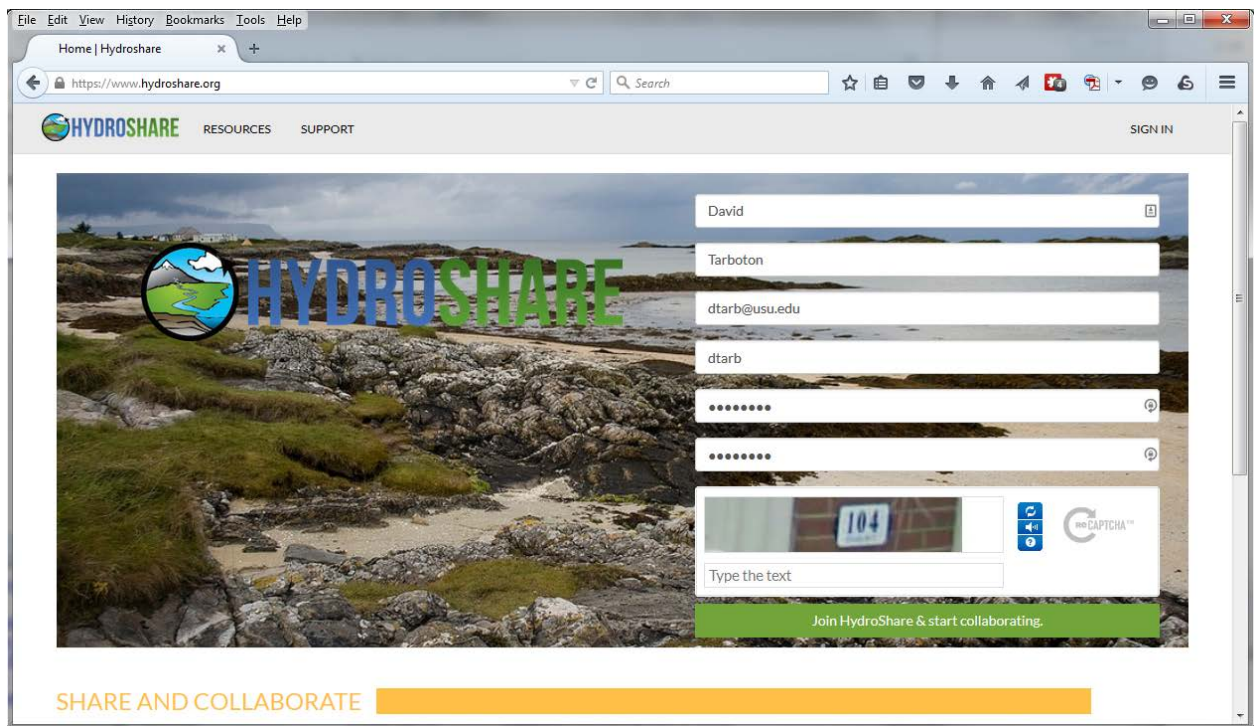 File Edit View History Bookmarks Tools Help
Home | Hydroshare
https://www.hydroshare.org
Search
HYDROSHARE RESOURCES SUPPORT SIGN IN
HYDROSHARE
David
Tarboton
dtarb@usu.edu
dtarb
••••••••
••••••••
104
reCAPTCHA™
Type the text
Join HydroShare & start collaborating.
SHARE AND COLLABORATE